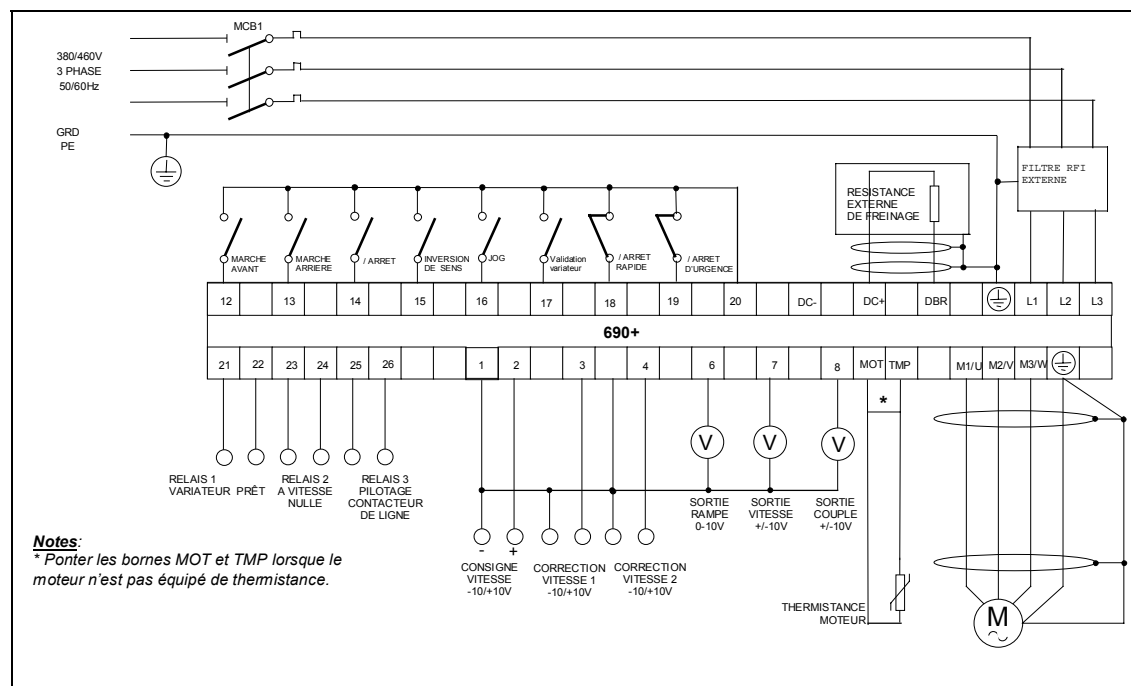 MCB1
380/460V
3 PHASE
50/60Hz
GRD
PE
FILTRE RFI
EXTERNE
RESISTANCE
EXTERNE
DE FREINAGE
MARCHE
AVANT
MARCHE
ARRIERE
/ ARRET
INVERSION
DE SENS
JOG
Validation
variateur
/ ARRET
RAPIDE
/ ARRET
D'URGENCE
12 13 14 15 16 17 18 19 20 DC- DC+ DBR L1 L2 L3
690+
21 22 23 24 25 26 1 2 3 4 6 7 8 MOT TMP M1/U M2/V M3/W
*
V V V
RELAIS 1
VARIATEUR PRÊT
RELAIS 2
A VITESSE
NULLE
RELAIS 3
PILOTAGE
CONTACTEUR
DE LIGNE
SORTIE
RAMPE
0-10V
SORTIE
VITESSE
+/-10V
SORTIE
COUPLE
+/-10V
- +
CONSIGNE
VITESSE
-10/+10V
CORRECTION
VITESSE 1
-10/+10V
CORRECTION
VITESSE 2
-10/+10V
THERMISTANCE
MOTEUR
M
Notes:
* Ponter les bornes MOT et TMP lorsque le
moteur n'est pas équipé de thermistance.